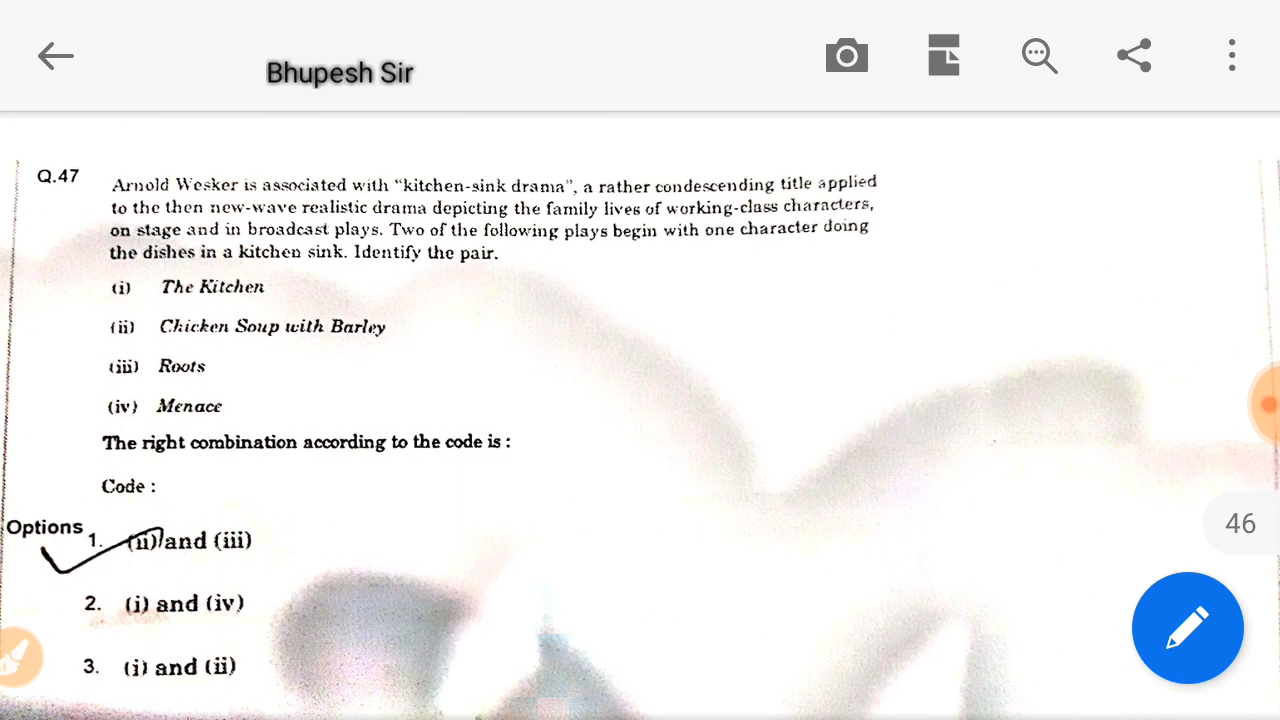 Bhupesh Sir
Q.47
Arnold Wesker is associated with “kitchen-sink drama”, a rather condescending title applied
to the then new-wave realistic drama depicting the family lives of working-class characters,
on stage and in broadcast plays. Two of the following plays begin with one character doing
the dishes in a kitchen sink. Identify the pair.
(i) The Kitchen
(ii) Chicken Soup with Barley
(iii) Roots
(iv) Menace
The right combination according to the code is :
Code :
Options
1. (ii) and (iii)
2. (i) and (iv)
3. (i) and (ii)
46